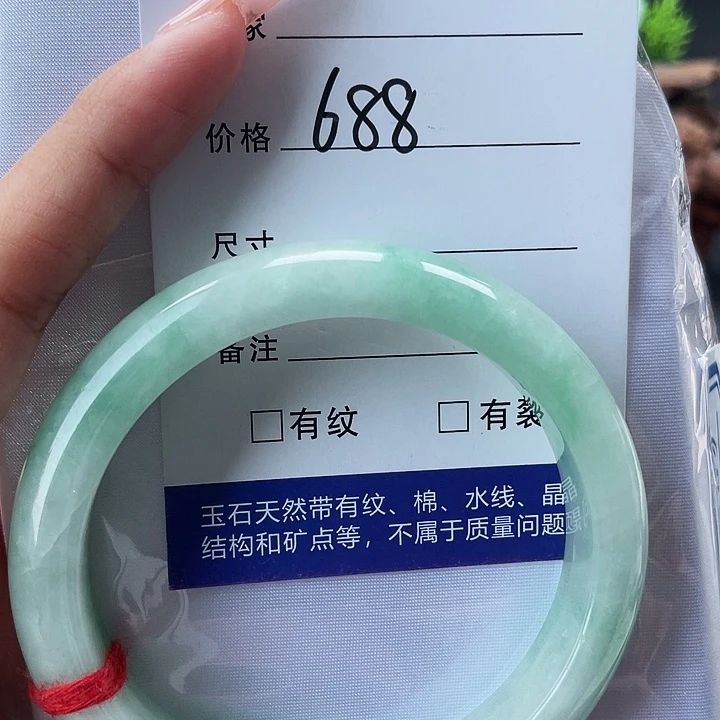 价格 688
尺寸
备注
□有纹 □有裂
玉石天然带有纹、棉、水线、晶
结构和矿点等，不属于质量问题